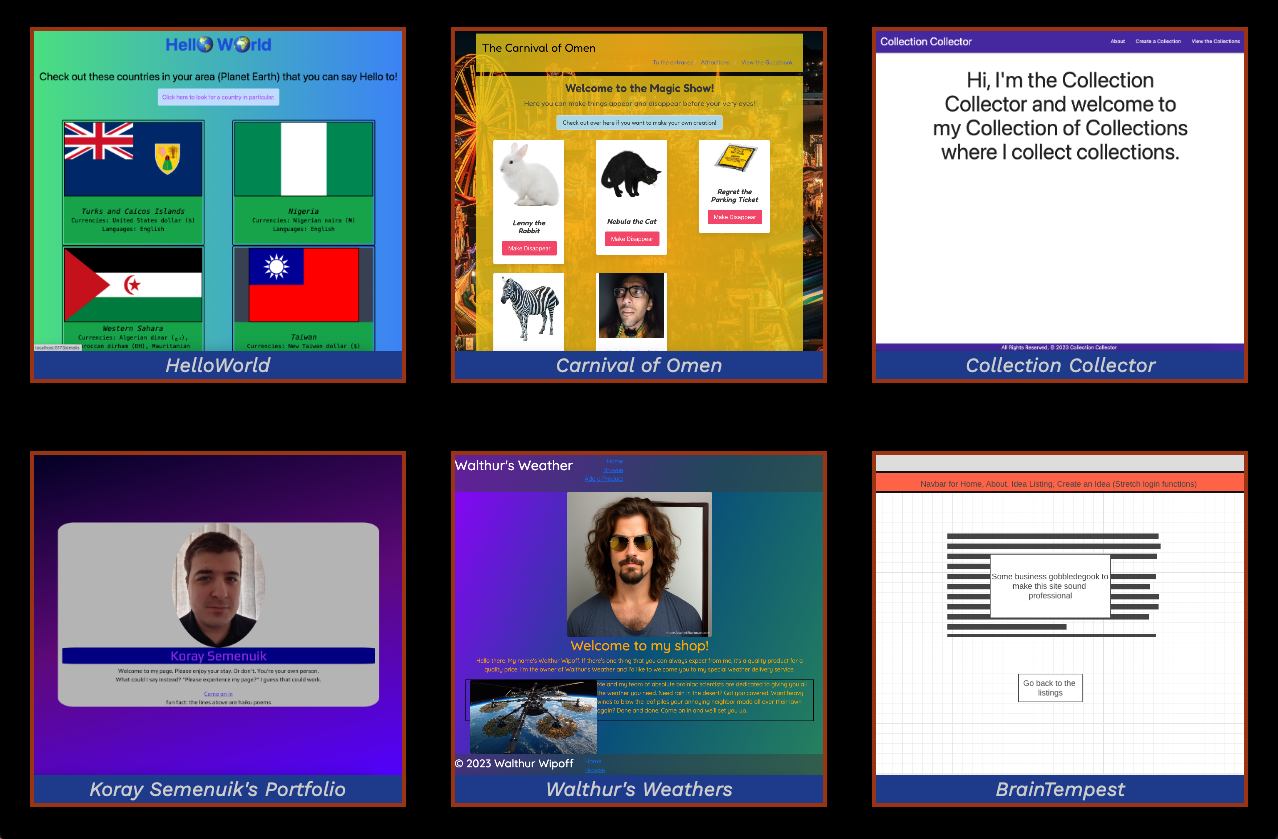 Hell🌍 W🌍rld
Check out these countries in your area (Planet Earth) that you can say Hello to!
Click here to look for a country in particular.
Turks and Caicos Islands
Currencies: United States dollar ($)
Languages: English
Nigeria
Currencies: Nigerian naira (₦)
Languages: English
Western Sahara
Currencies: Algerian dinar (دج),
roccan dirham (DH), Mauritanian
Taiwan
Currencies: New Taiwan dollar ($)
HelloWorld
The Carnival of Omen
To the entrance Attractions View the Guestbook
Welcome to the Magic Show!
Here you can make things appear and disappear before your very eyes!
Check out over here if you want to make your own creation!
Lenny the
Rabbit
Make Disappear
Nebula the Cat
Make Disappear
Regret the
Parking Ticket
Make Disappear
Carnival of Omen
Collection Collector
About Create a Collection View the Collections
Hi, I'm the Collection
Collector and welcome to
my Collection of Collections
where I collect collections.
All Rights Reserved, © 2023 Collection Collector
Collection Collector
Koray Semenuik
Welcome to my page. Please enjoy your stay. Or don't. You're your own person.
What could I say instead? "Please experience my page?" I guess that could work.
Come on in
fun fact: the lines above are haiku poems
Koray Semenuik's Portfolio
Walthur's Weather
Home
Browse
Add a Product
Welcome to my shop!
Hello there. My name's Walthur Wipoff. If there's one thing that you can always expect from me, it's a quality product for a
quality price. I'm the owner of Walthur's Weather and I'd like to welcome you to my special weather delivery service.
Me and my team of absolute brainiac scientists are dedicated to giving you all
the weather you need. Need rain in the desert? Got you covered. Want heavy
winds to blow the leaf piles your annoying neighbor made all over their lawn
again? Done and done. Come on in and we'll set you up.
© 2023 Walthur Wipoff
Home
Browse
Walthur's Weathers
Navbar for Home, About, Idea Listing, Create an Idea (Stretch login functions)
Some business gobbledegook to
make this site sound
professional
Go back to the
listings
BrainTempest